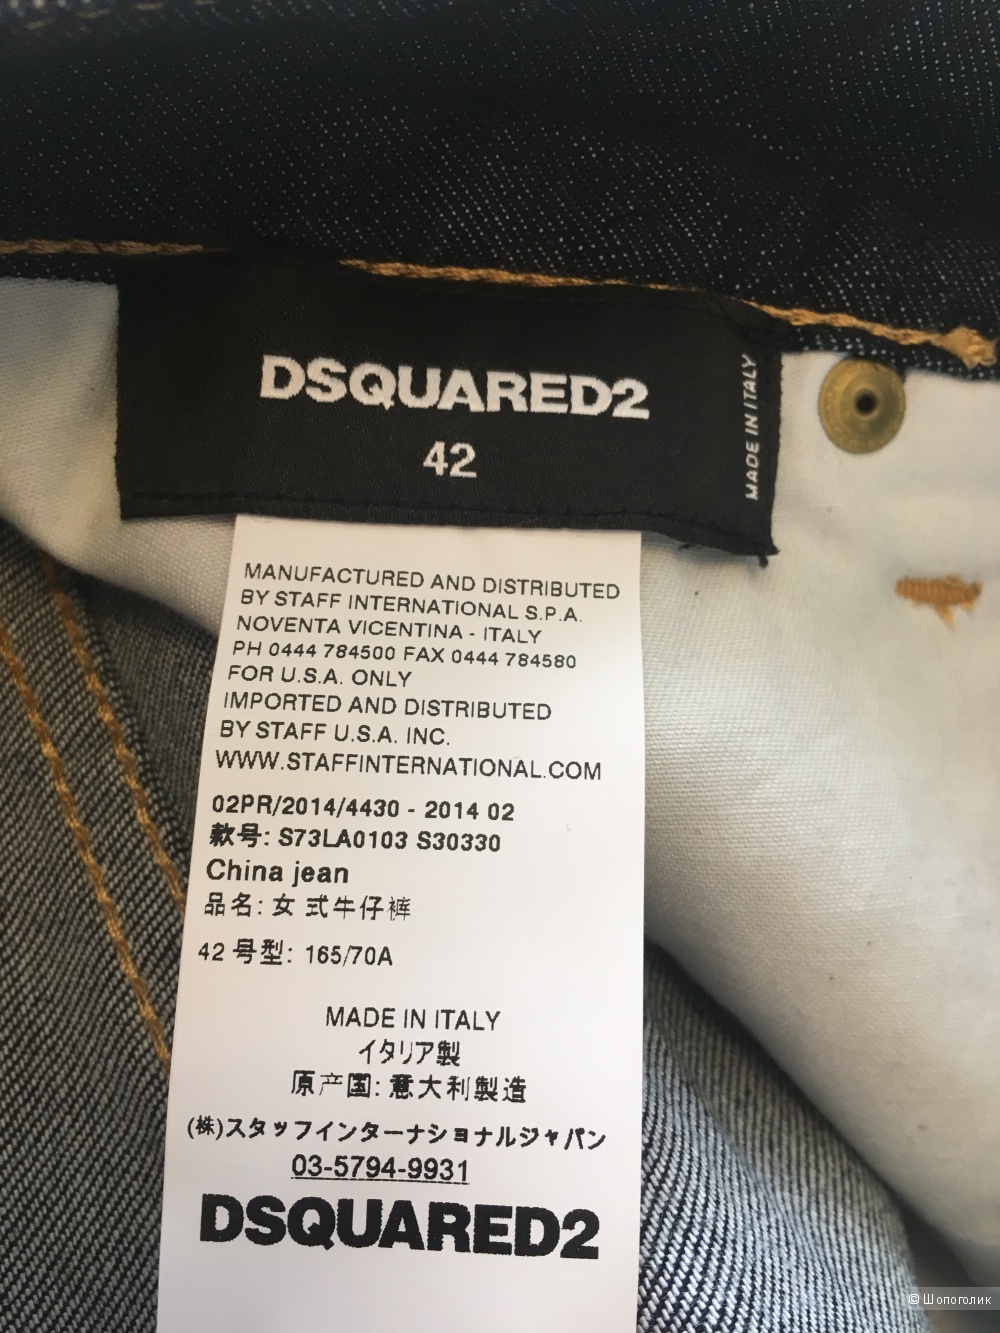 DSQUARED2
42
MADE IN ITALY
MANUFACTURED AND DISTRIBUTED
BY STAFF INTERNATIONAL S.P.A.
NOVENTA VICENTINA - ITALY
PH 0444 784500 FAX 0444 784580
FOR U.S.A. ONLY
IMPORTED AND DISTRIBUTED
BY STAFF U.S.A. INC.
WWW.STAFFINTERNATIONAL.COM
02PR/2014/4430 - 2014 02
款号: S73LA0103 S30330
China jean
品名: 女 式牛仔裤
42 号型: 165/70A
MADE IN ITALY
イタリア製
原产国: 意大利製造
(株)スタッフインターナショナルジャパン
03-5794-9931
DSQUARED2
© Шопоголик